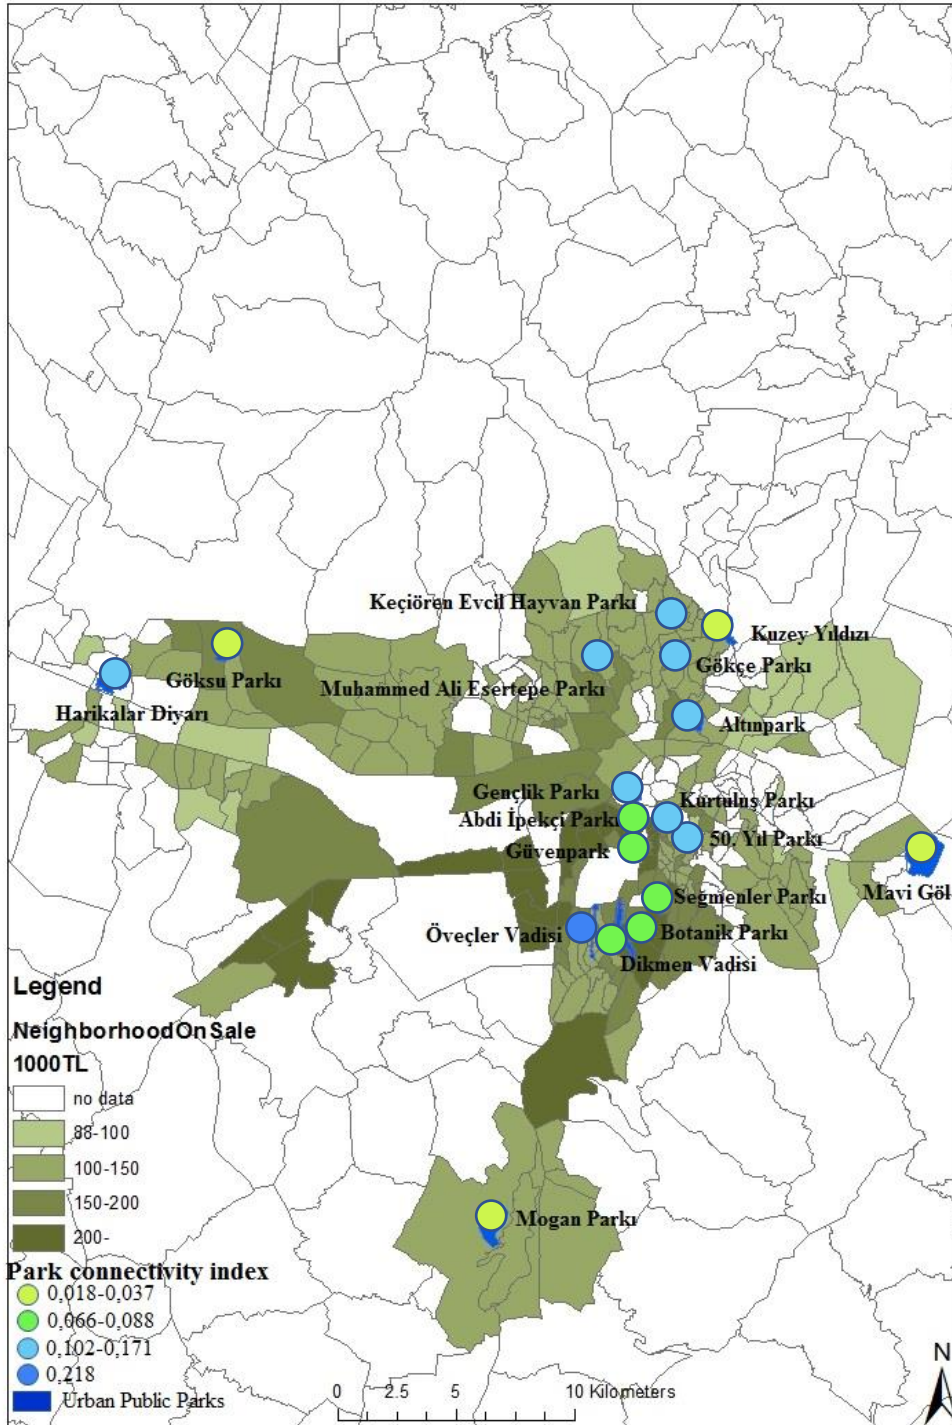 Keçiören Evcil Hayvan Parkı
Kuzey Yıldızı
Gökçe Parkı
Göksu Parkı
Muhammed Ali Esertepe Parkı
Harikalar Diyarı
Altınpark
Gençlik Parkı
Kurtuluş Parkı
Abdi İpekçi Parkı
50. Yıl Parkı
Güvenpark
Mavi Göl
Seğmenler Parkı
Öveçler Vadisi
Botanik Parkı
Dikmen Vadisi
Legend
NeighborhoodOnSale
1000TL
no data
88-100
100-150
150-200
200-
Mogan Parkı
Park connectivity index
0,018-0,037
0,066-0,088
0,102-0,171
0,218
Urban Public Parks
0 2.5 5 10 Kilometers
N